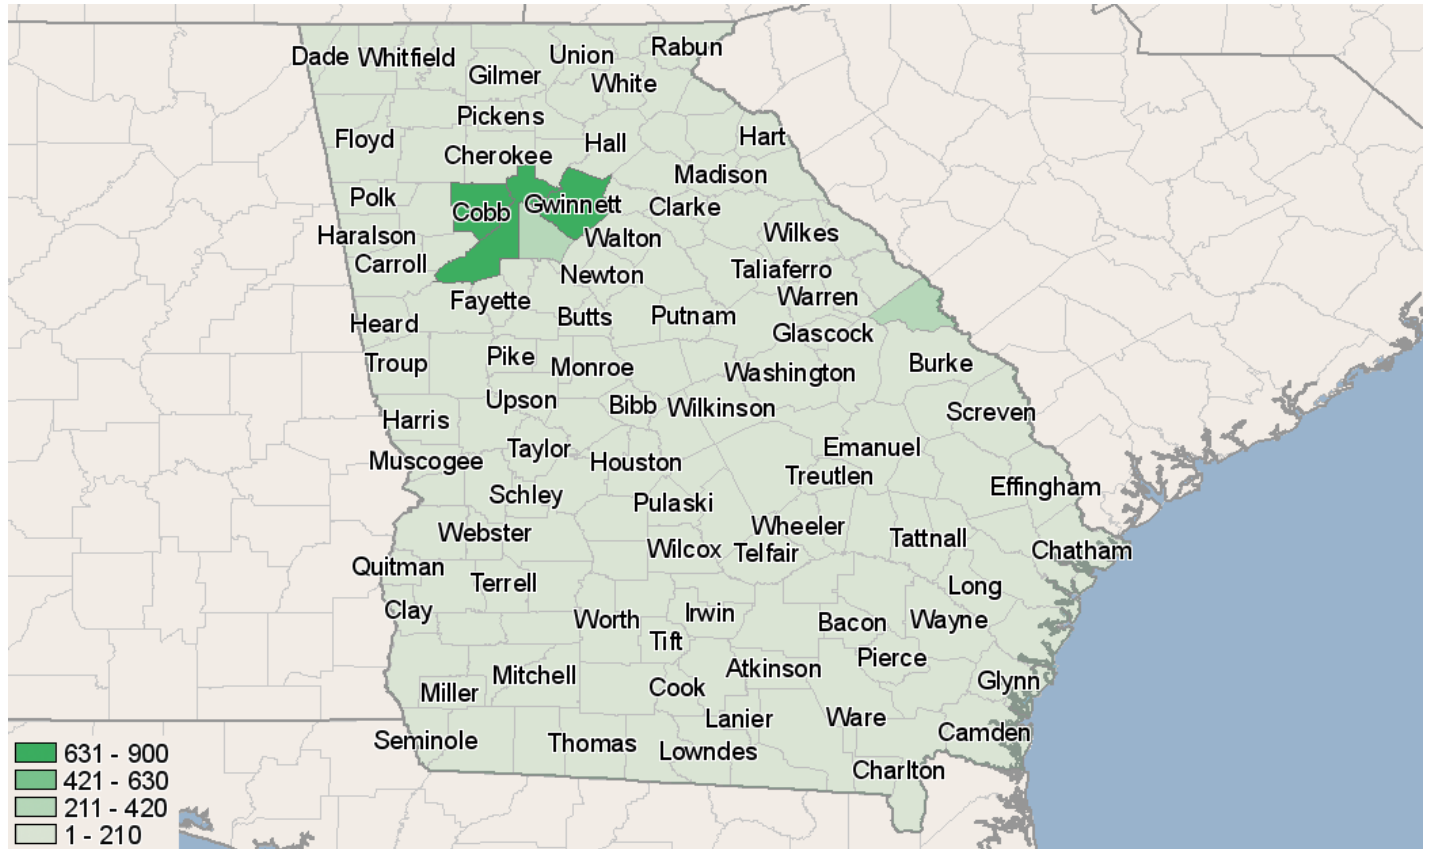 Rabun
Union
Dade
Whitfield
Gilmer
White
Pickens
Hart
Floyd
Hall
Cherokee
Madison
Polk
Gwinnett
Clarke
Cobb
Haralson
Walton
Wilkes
Carroll
Newton
Taliaferro
Warren
Fayette
Butts
Putnam
Heard
Glascock
Troup
Pike
Monroe
Washington
Burke
Upson
Bibb
Wilkinson
Screven
Harris
Taylor
Emanuel
Muscogee
Houston
Treutlen
Effingham
Schley
Pulaski
Webster
Wheeler
Tattnall
Wilcox
Telfair
Chatham
Quitman
Terrell
Long
Clay
Worth
Irwin
Bacon
Wayne
Tift
Pierce
Mitchell
Atkinson
Glynn
Miller
Cook
Lanier
Ware
Camden
Seminole
Thomas
Lowndes
Charlton
631 - 900
421 - 630
211 - 420
1 - 210